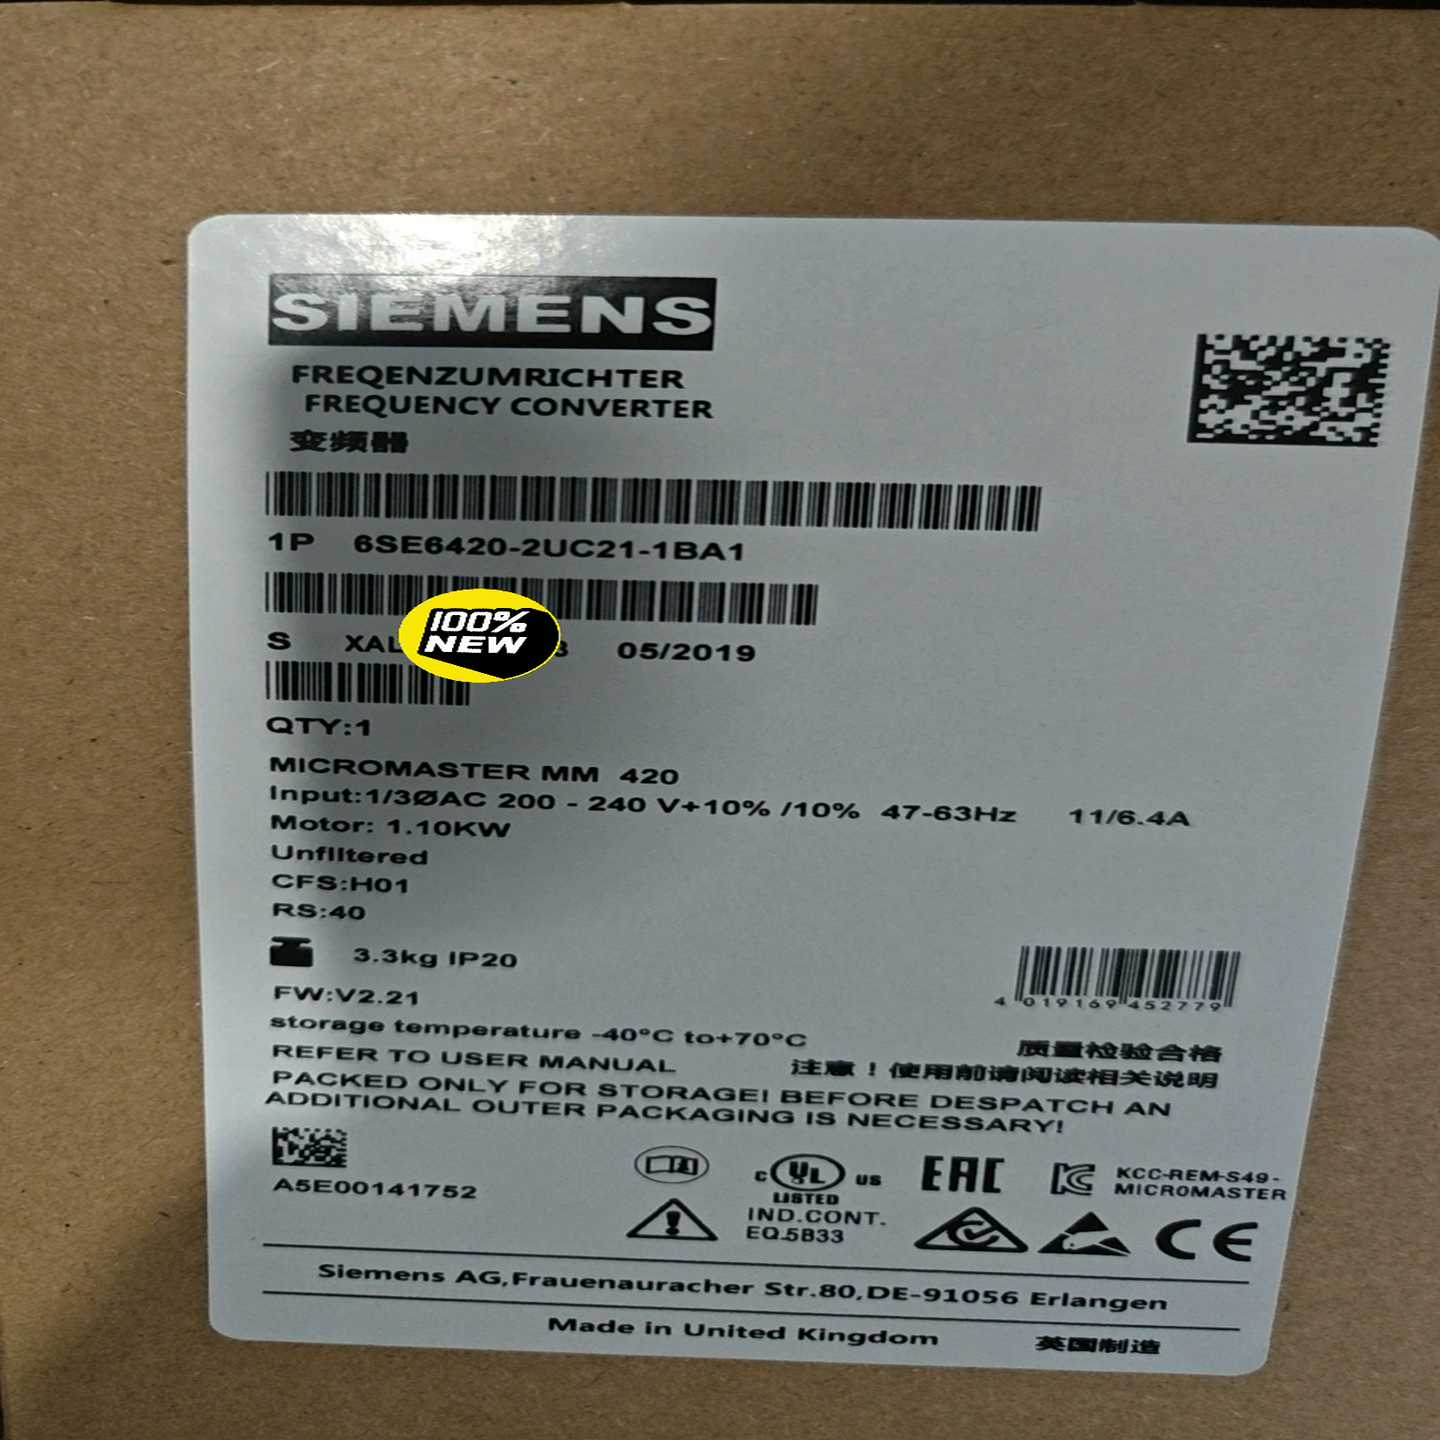 SIEMENS
FREQENZUMRICHTER
FREQUENCY CONVERTER
变频器
1P 6SE6420-2UC21-1BA1
100%
NEW
S XAL 3 05/2019
QTY:1
MICROMASTER MM 420
Input:1/3ØAC 200 - 240 V+10% /10% 47-63Hz 11/6.4A
Motor: 1.10KW
Unfiltered
CFS:H01
RS:40
3.3kg IP20
FW:V2.21
4 019169 452779
storage temperature -40°C to+70°C
质量检验合格
REFER TO USER MANUAL 注意！使用前请阅读相关说明
PACKED ONLY FOR STORAGE! BEFORE DESPATCH AN
ADDITIONAL OUTER PACKAGING IS NECESSARY!
A5E00141752
c UL us
LISTED
IND.CONT.
EQ.5B33
EAC
KCC-REM-S49-
MICROMASTER
CE
Siemens AG,Frauenauracher Str.80,DE-91056 Erlangen
Made in United Kingdom 英国制造